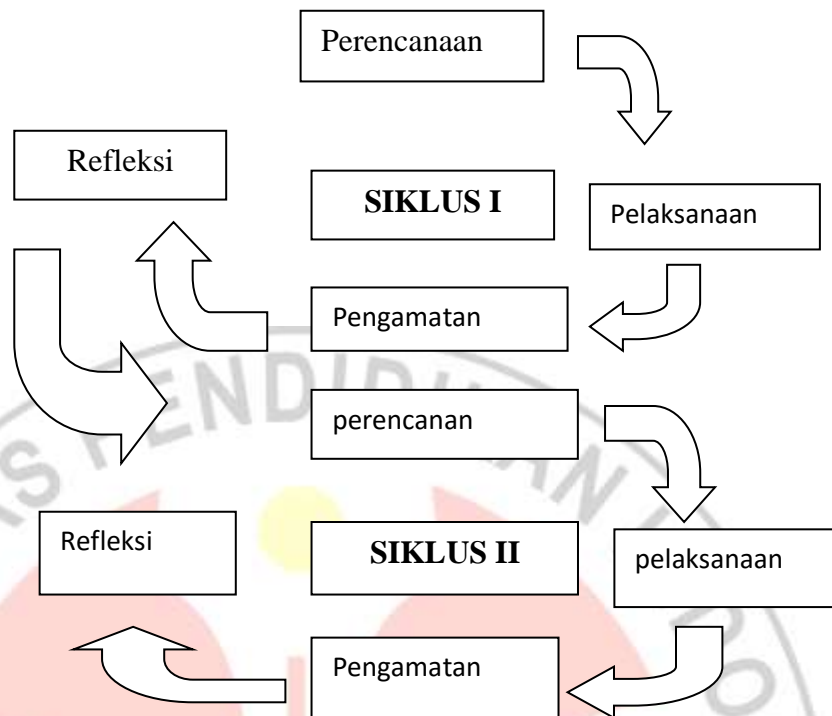 Perencanaan
Refleksi
SIKLUS I
Pelaksanaan
Pengamatan
perencanan
Refleksi
SIKLUS II
pelaksanaan
Pengamatan